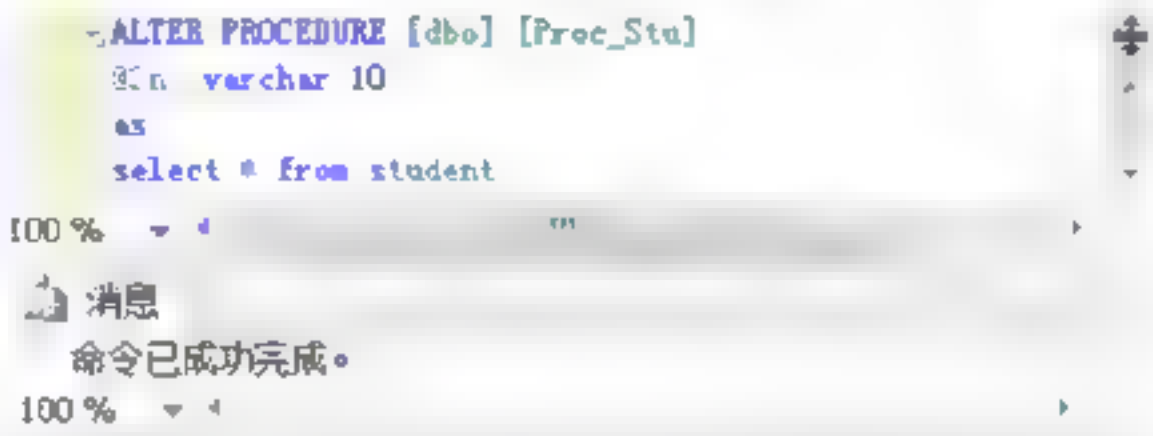 ALTER PROCEDURE [dbo] [Proc_Stu]
varchar 10
as
select * from student
100 %
消息
命令已成功完成。
100 %